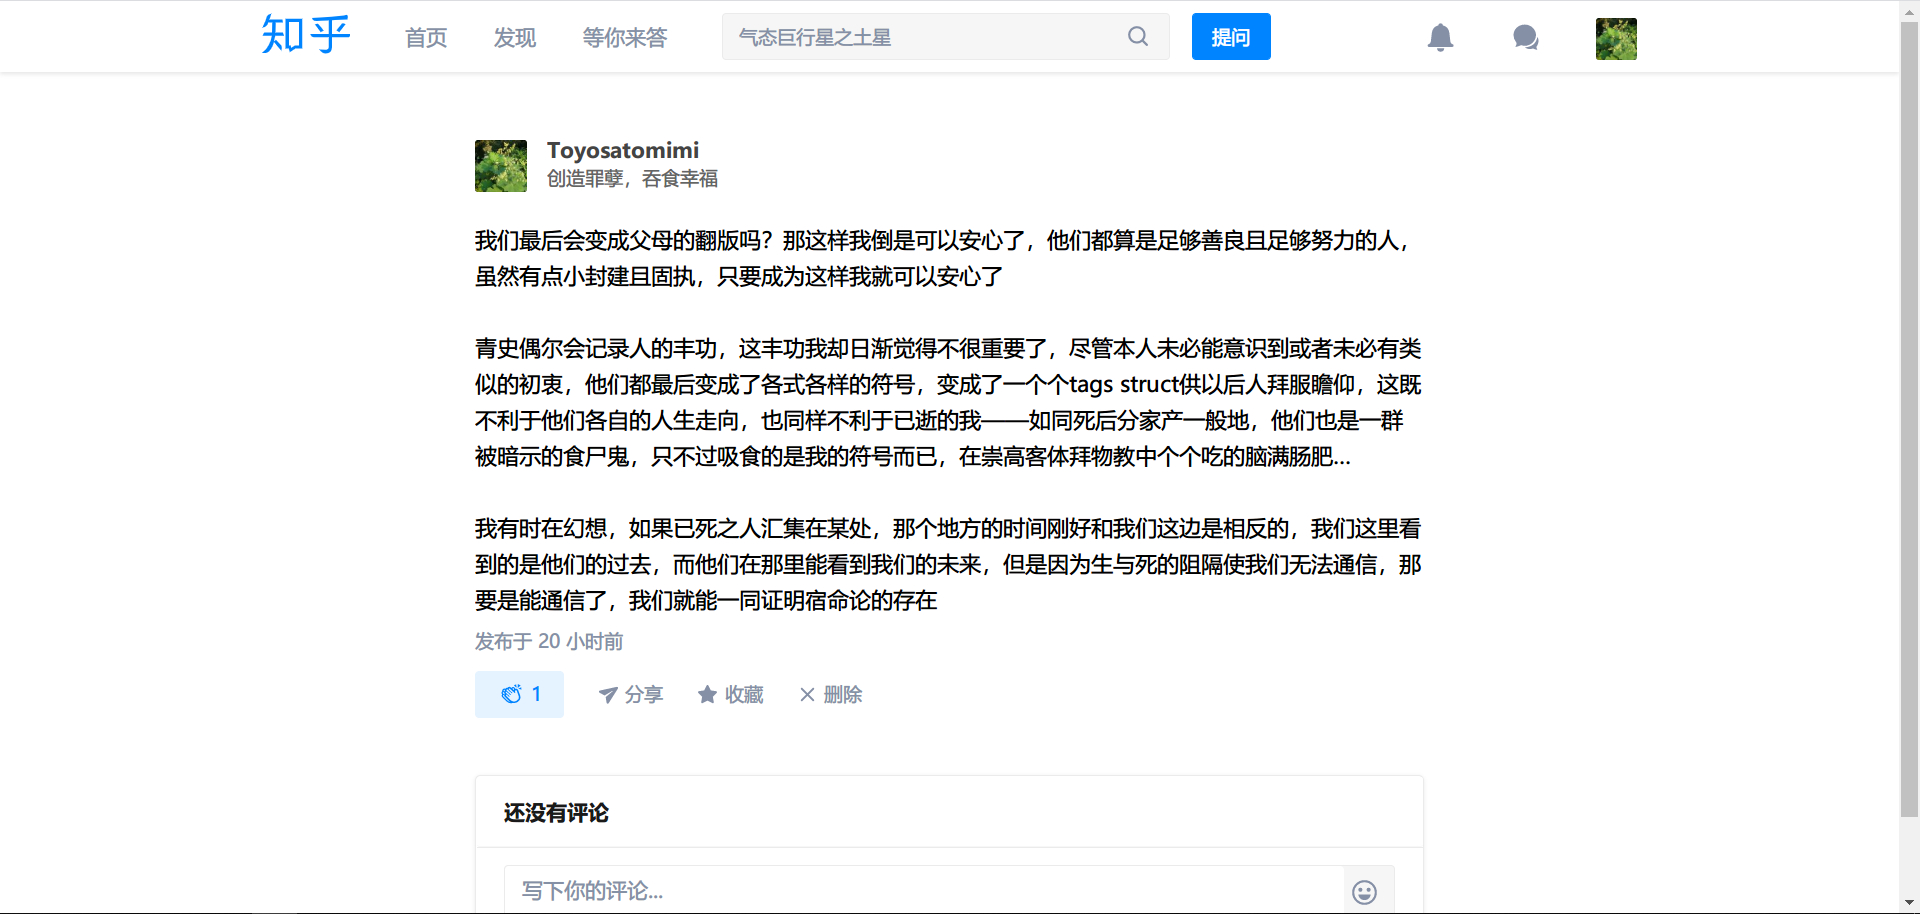 知乎 首页 发现 等你来答 气态巨行星之土星 提问
Toyosatomimi
创造罪孽，吞食幸福
我们最后会变成父母的翻版吗？那这样我倒是可以安心了，他们都算是足够善良且足够努力的人，
虽然有点小封建且固执，只要成为这样我就可以安心了
青史偶尔会记录人的丰功，这丰功我却日渐觉得不很重要了，尽管本人未必能意识到或者未必有类
似的初衷，他们都最后变成了各式各样的符号，变成了一个个tags struct供以后人拜服瞻仰，这既
不利于他们各自的人生走向，也同样不利于已逝的我——如同死后分家产一般地，他们也是一群
被暗示的食尸鬼，只不过吸食的是我的符号而已，在崇高客体拜物教中个个吃的脑满肠肥...
我有时在幻想，如果已死之人汇集在某处，那个地方的时间刚好和我们这边是相反的，我们这里看
到的是他们的过去，而他们在那里能看到我们的未来，但是因为生与死的阻隔使我们无法通信，那
要是能通信了，我们就能一同证明宿命论的存在
发布于 20 小时前
1 分享 收藏 删除
还没有评论
写下你的评论...